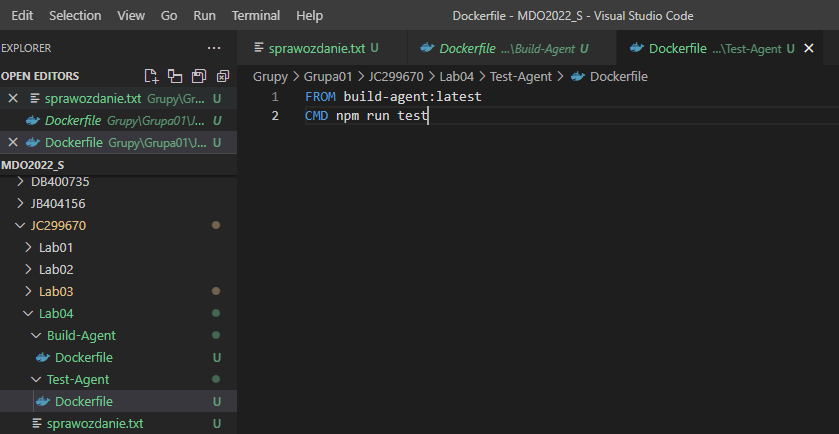 Edit Selection View Go Run Terminal Help Dockerfile - MDO2022_S - Visual Studio Code
EXPLORER ...
OPEN EDITORS
sprawozdanie.txt Grupy\Gr... U
Dockerfile Grupy\Grupa01\J... U
Dockerfile Grupy\Grupa01\J... U
MDO2022_S
DB400735
JB404156
JC299670
Lab01
Lab02
Lab03
Lab04
Build-Agent
Dockerfile U
Test-Agent
Dockerfile U
sprawozdanie.txt U
sprawozdanie.txt U Dockerfile ...\Build-Agent U Dockerfile ...\Test-Agent U
Grupy > Grupa01 > JC299670 > Lab04 > Test-Agent > Dockerfile
1 FROM build-agent:latest
2 CMD npm run test